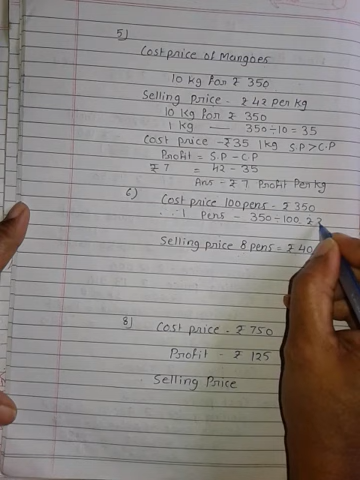 5)
Cost price of Mangoes
10 kg for ₹ 350
Selling price - ₹ 42 per kg
10 kg for ₹ 350
1 kg — 350÷10 = 35
Cost price - ₹35 1kg S.P > C.P
Profit = S.P - C.P
₹ 7 = 42 - 35
Ans - ₹ 7 Profit Per kg
6) Cost price 100 pens - ₹ 350
∴ 1 Pens - 350÷100, ₹ 3
Selling price 8 pens = ₹ 40
8) Cost price - ₹ 750
Profit - ₹ 125
Selling Price